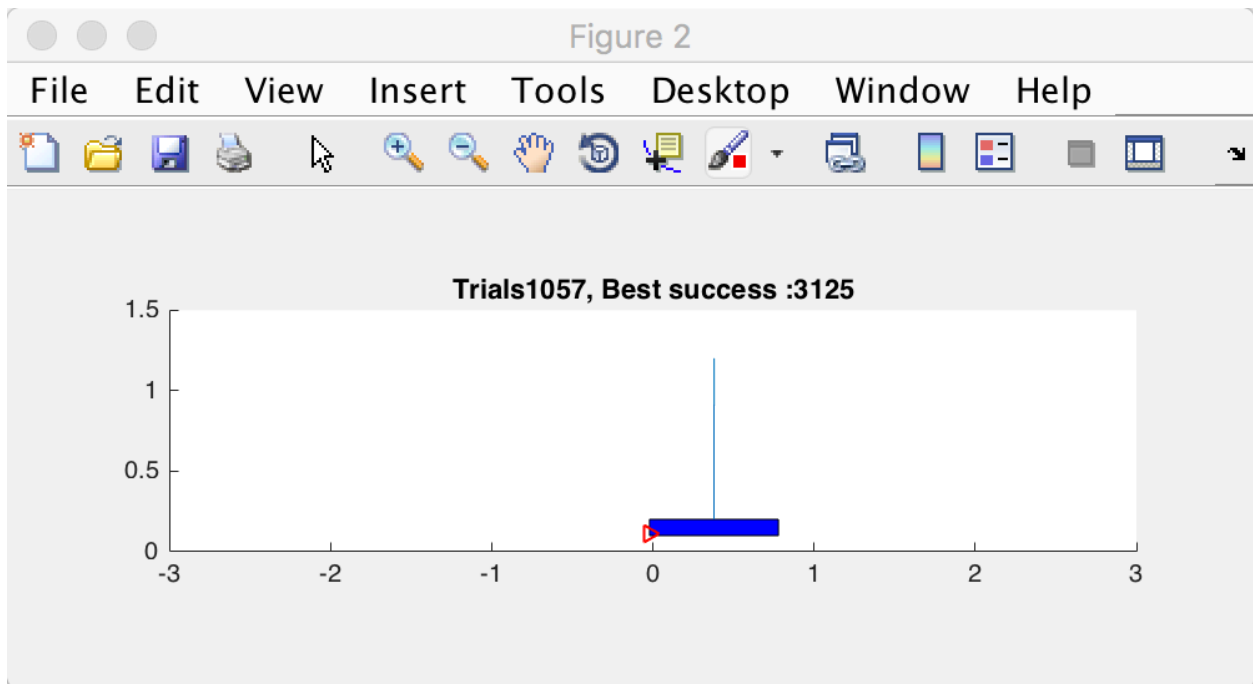 Figure 2
File Edit View Insert Tools Desktop Window Help
Trials1057, Best success :3125
1.5
1
0.5
0
-3 -2 -1 0 1 2 3